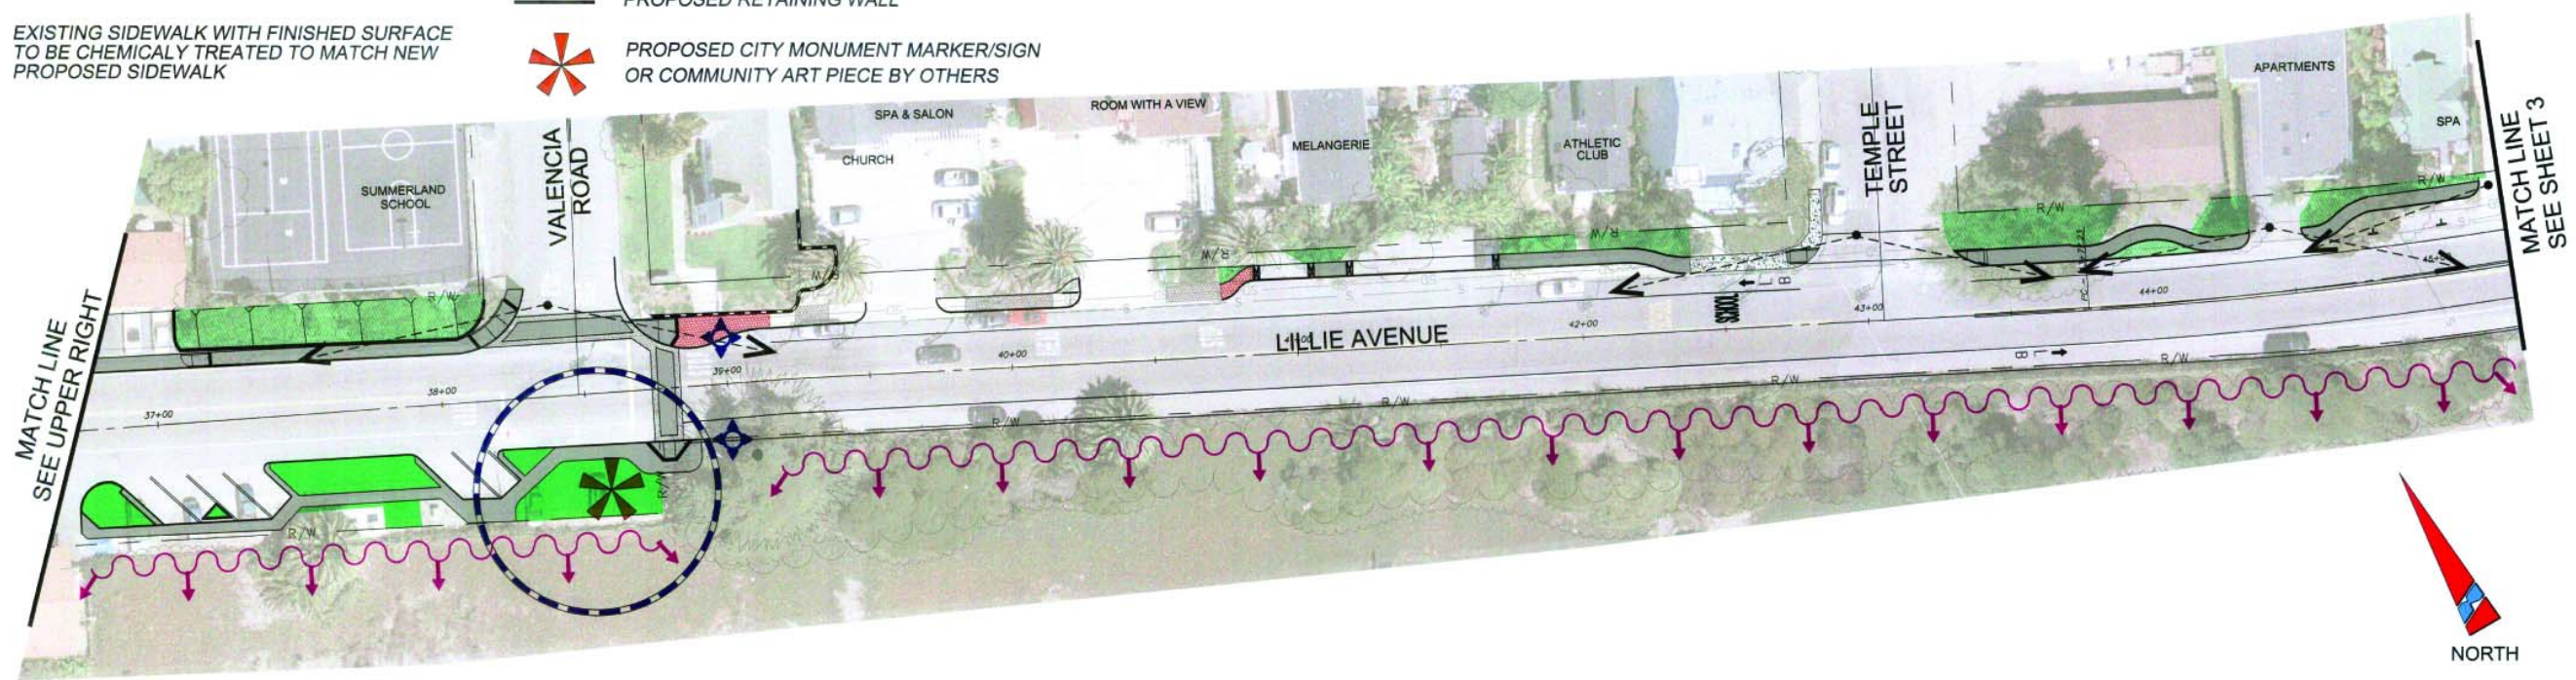 PROPOSED RETAINING WALL
EXISTING SIDEWALK WITH FINISHED SURFACE
TO BE CHEMICALY TREATED TO MATCH NEW
PROPOSED SIDEWALK
PROPOSED CITY MONUMENT MARKER/SIGN
OR COMMUNITY ART PIECE BY OTHERS
MATCH LINE
SEE UPPER RIGHT
SUMMERLAND
SCHOOL
VALENCIA
ROAD
SPA & SALON
CHURCH
ROOM WITH A VIEW
MELANGERIE
ATHLETIC
CLUB
TEMPLE
STREET
APARTMENTS
SPA
MATCH LINE
SEE SHEET 3
R/W
R/W
R/W
R/W
R/W
R/W
LILLIE AVENUE
SCHOOL
37+00
38+00
39+00
40+00
42+00
43+00
44+00
B L
B L
R/W
R/W
R/W
R/W
R/W
R/W
NORTH